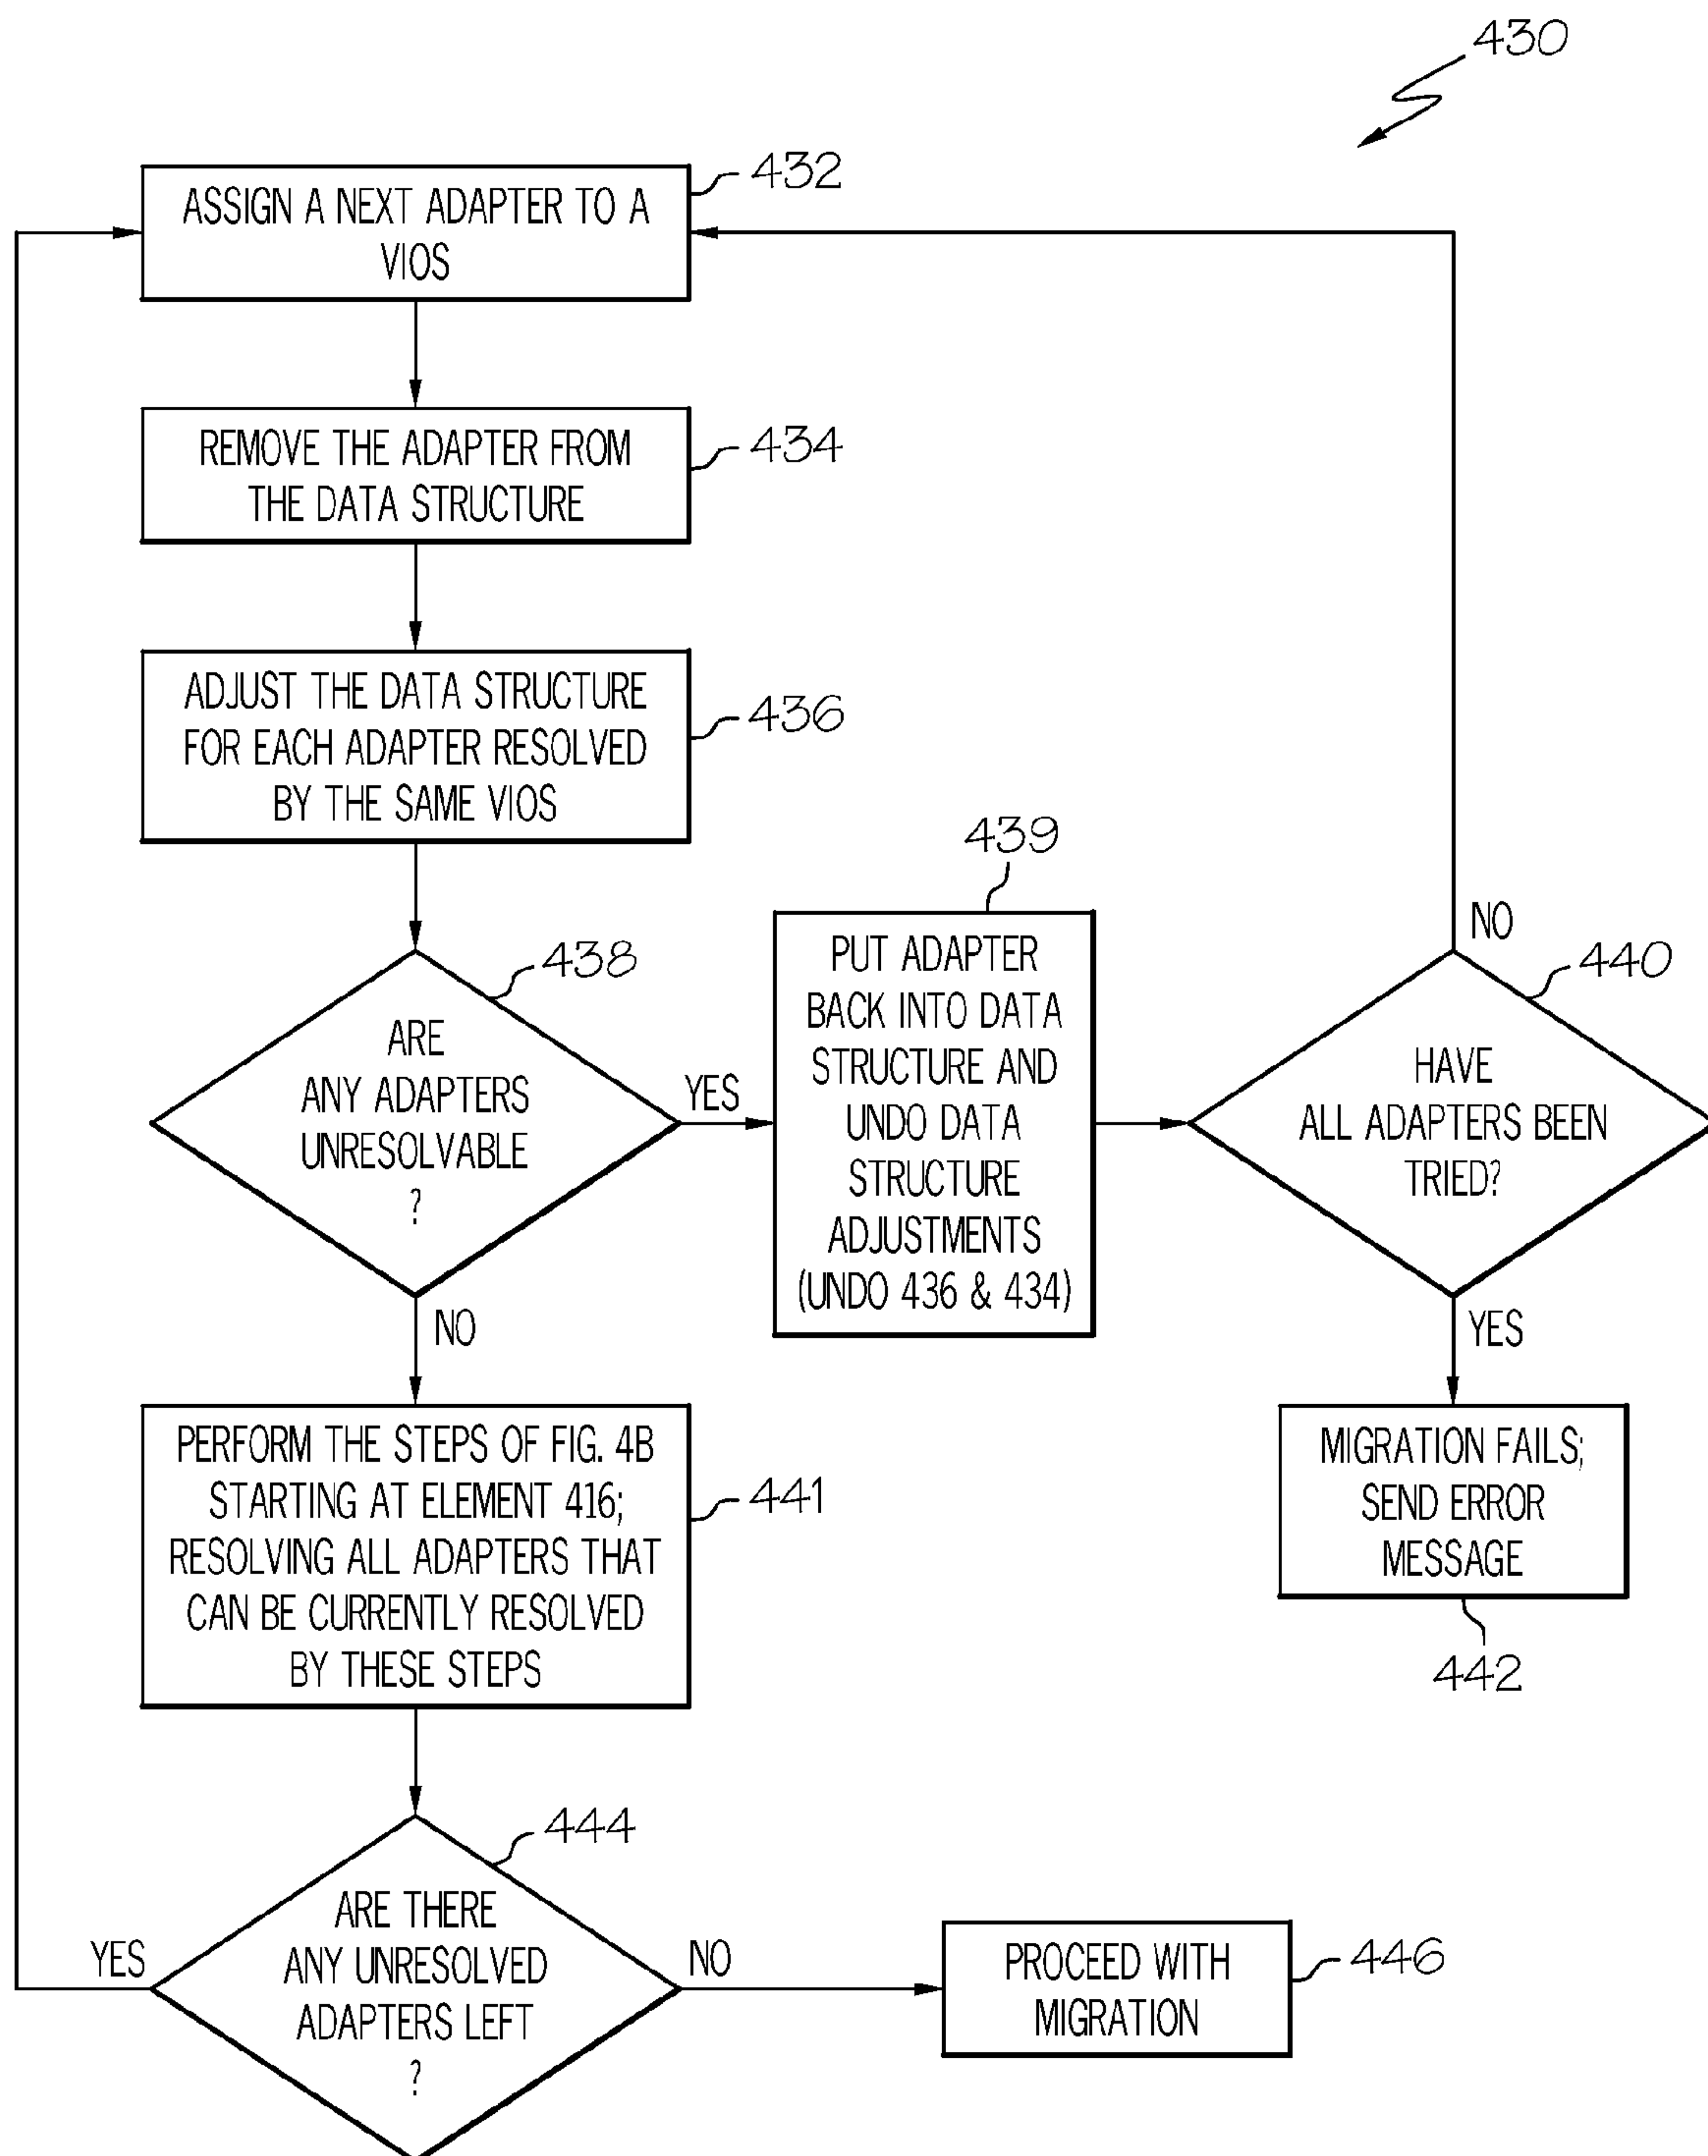 430
ASSIGN A NEXT ADAPTER TO A
VIOS
432
REMOVE THE ADAPTER FROM
THE DATA STRUCTURE
434
ADJUST THE DATA STRUCTURE
FOR EACH ADAPTER RESOLVED
BY THE SAME VIOS
436
ARE
ANY ADAPTERS
UNRESOLVABLE
?
438
YES
NO
439
PUT ADAPTER
BACK INTO DATA
STRUCTURE AND
UNDO DATA
STRUCTURE
ADJUSTMENTS
(UNDO 436 & 434)
NO
440
HAVE
ALL ADAPTERS BEEN
TRIED?
YES
MIGRATION FAILS;
SEND ERROR
MESSAGE
442
PERFORM THE STEPS OF FIG. 4B
STARTING AT ELEMENT 416;
RESOLVING ALL ADAPTERS THAT
CAN BE CURRENTLY RESOLVED
BY THESE STEPS
441
444
ARE THERE
ANY UNRESOLVED
ADAPTERS LEFT
?
YES
NO
PROCEED WITH
MIGRATION
446